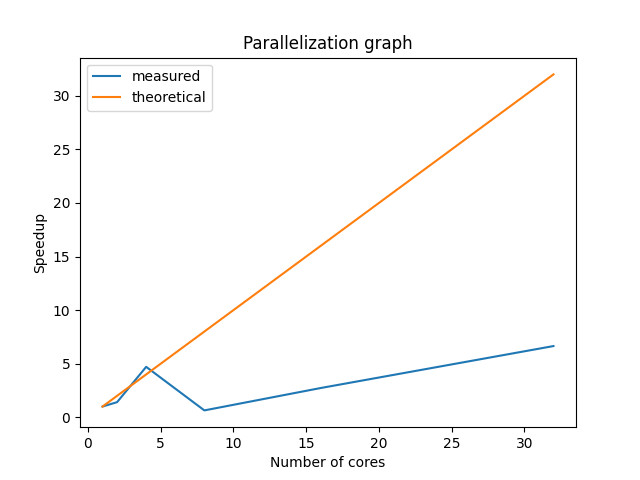 Parallelization graph
measured
theoretical
30
25
20
15
10
5
0
Speedup
0 5 10 15 20 25 30
Number of cores